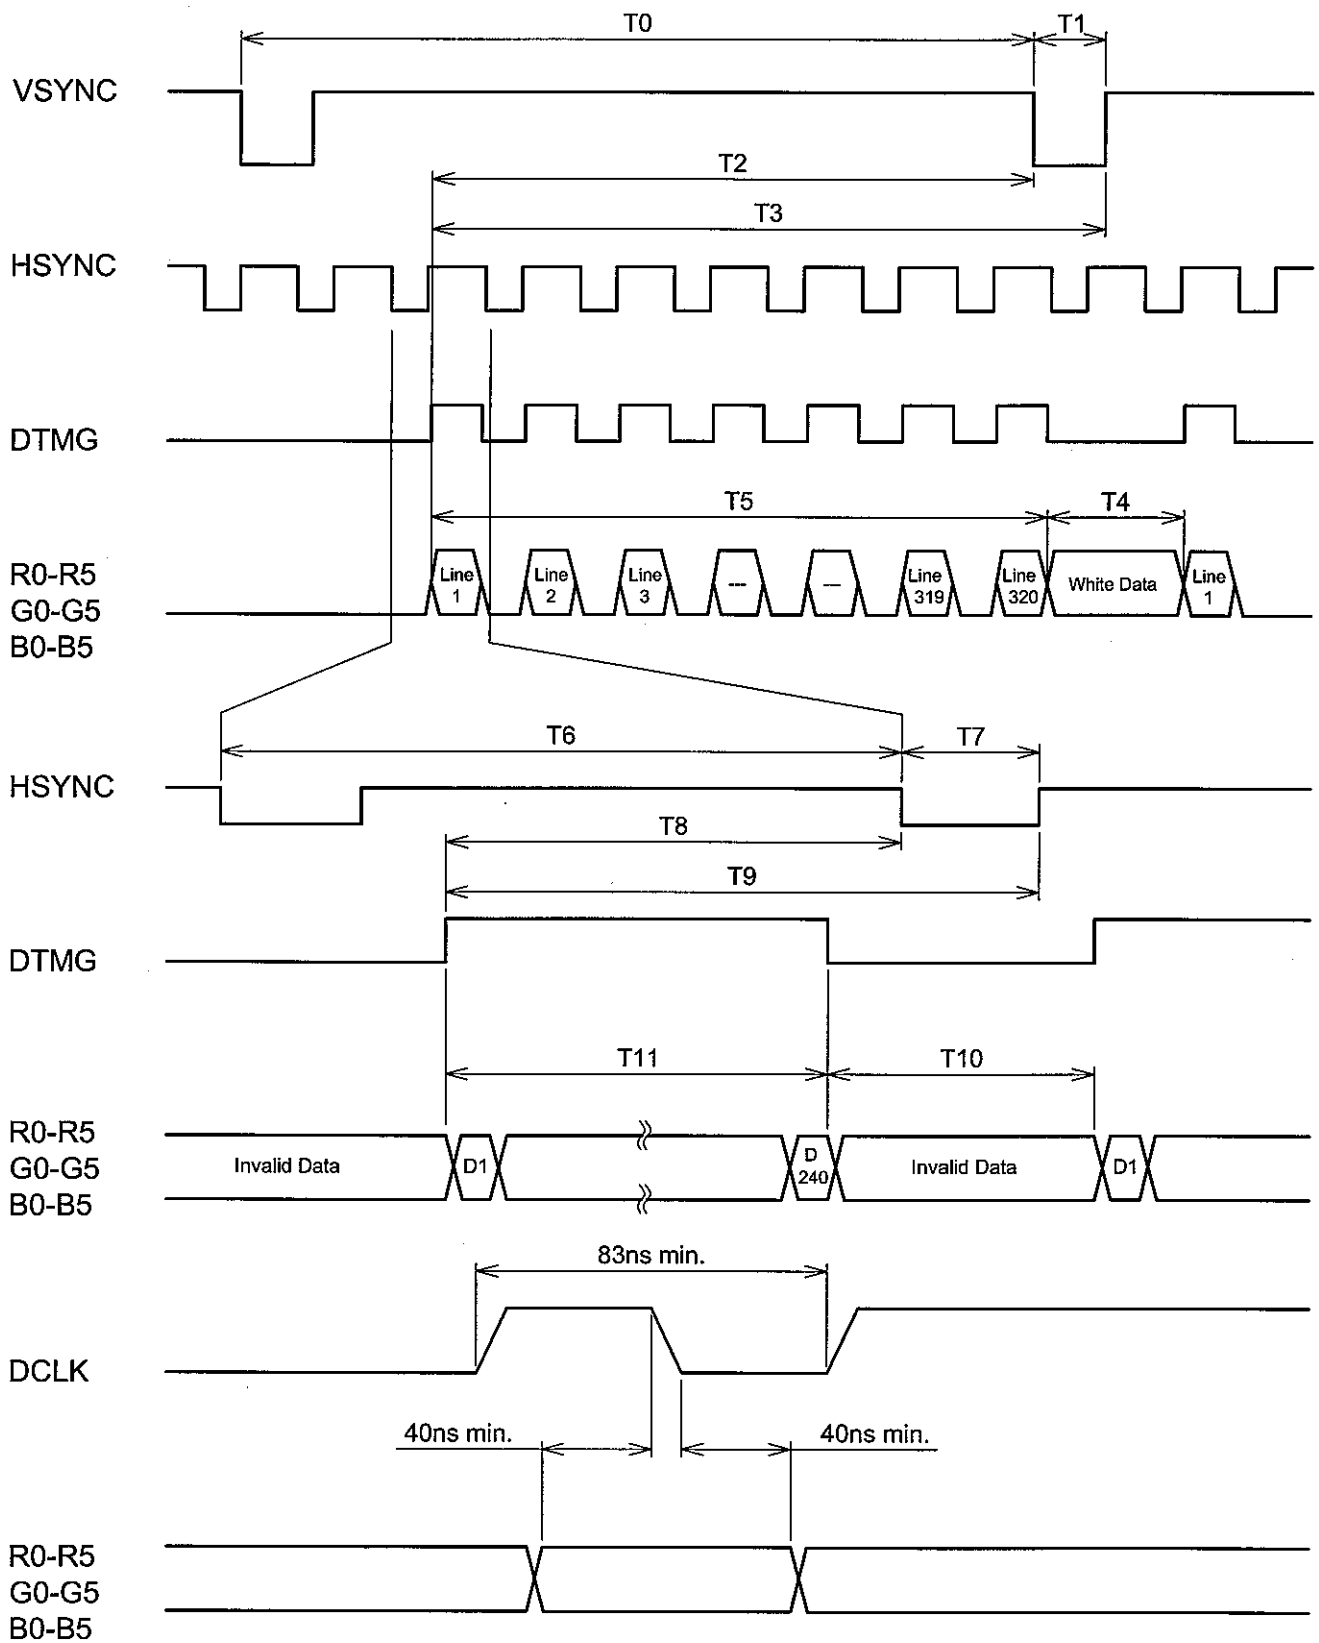 T0 T1
VSYNC
T2
T3
HSYNC
DTMG
T5 T4
R0-R5
G0-G5
B0-B5
Line 1
Line 2
Line 3
---
---
Line 319
Line 320
White Data
Line 1
T6 T7
HSYNC
T8
T9
DTMG
T11 T10
R0-R5
G0-G5
B0-B5
Invalid Data
D1
D 240
Invalid Data
D1
83ns min.
DCLK
40ns min. 40ns min.
R0-R5
G0-G5
B0-B5